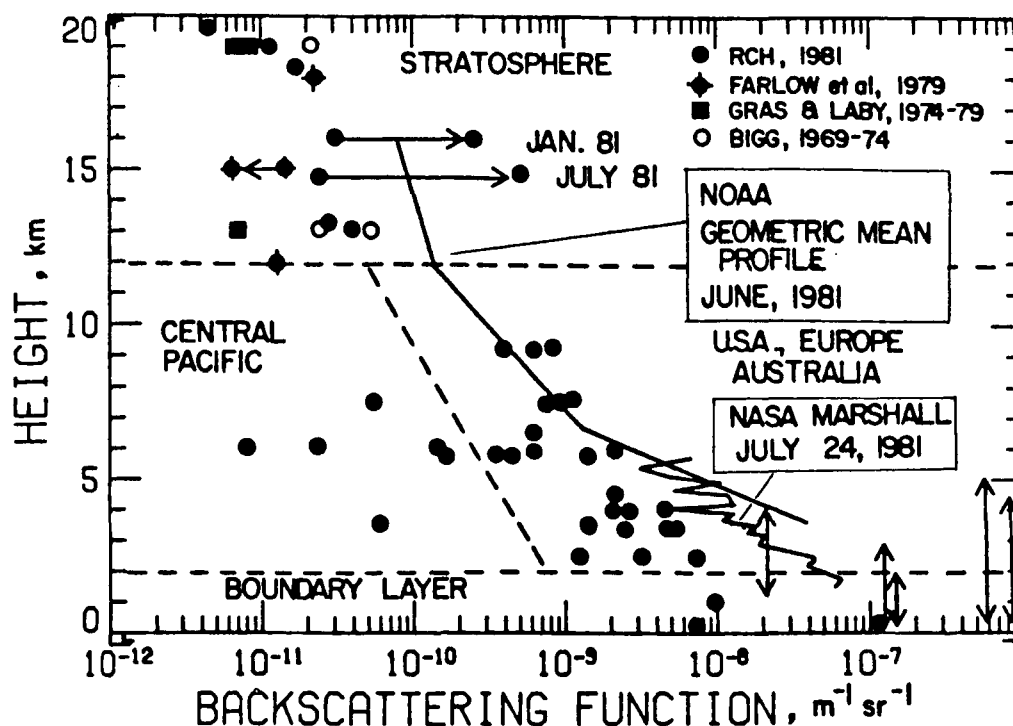 20
15
10
5
0
HEIGHT, km
STRATOSPHERE
RCH, 1981
FARLOW et al, 1979
GRAS & LABY, 1974-79
BIGG, 1969-74
JAN. 81
JULY 81
NOAA
GEOMETRIC MEAN
PROFILE
JUNE, 1981
CENTRAL
PACIFIC
U.S.A., EUROPE
AUSTRALIA
NASA MARSHALL
JULY 24, 1981
BOUNDARY LAYER
10⁻¹² 10⁻¹¹ 10⁻¹⁰ 10⁻⁹ 10⁻⁸ 10⁻⁷
BACKSCATTERING FUNCTION, m⁻¹ sr⁻¹